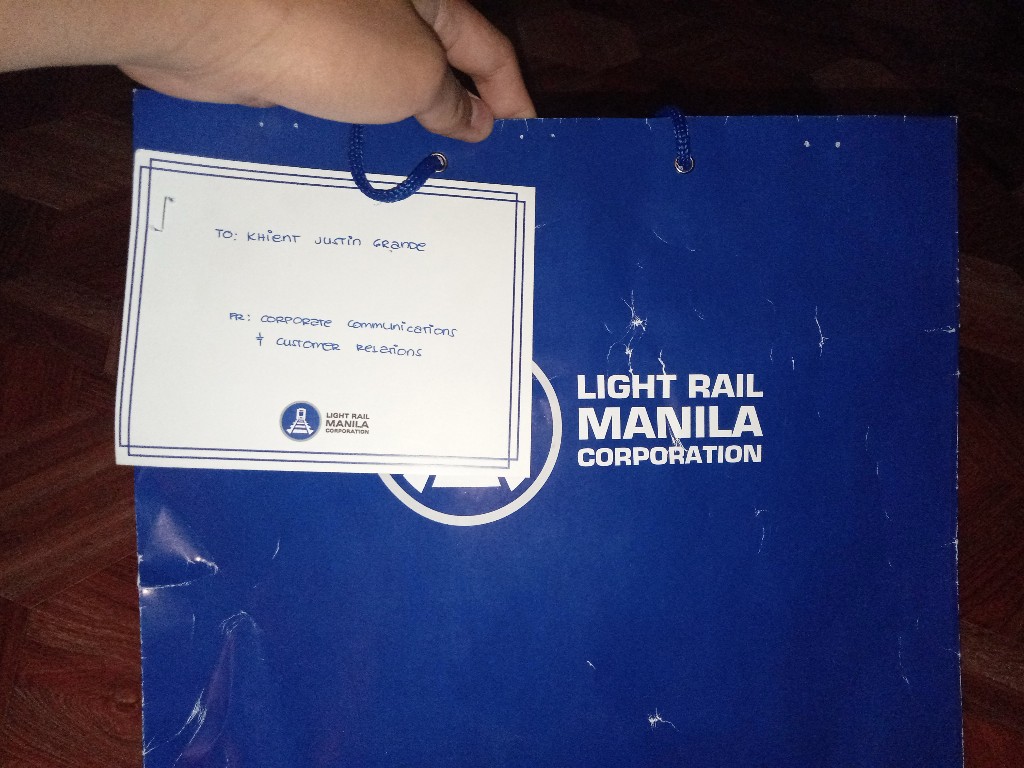 TO: KHIENT JUSTIN GRANDE
FR: CORPORATE COMMUNICATIONS
& CUSTOMER RELATIONS
LIGHT RAIL
MANILA
CORPORATION
LIGHT RAIL
MANILA
CORPORATION